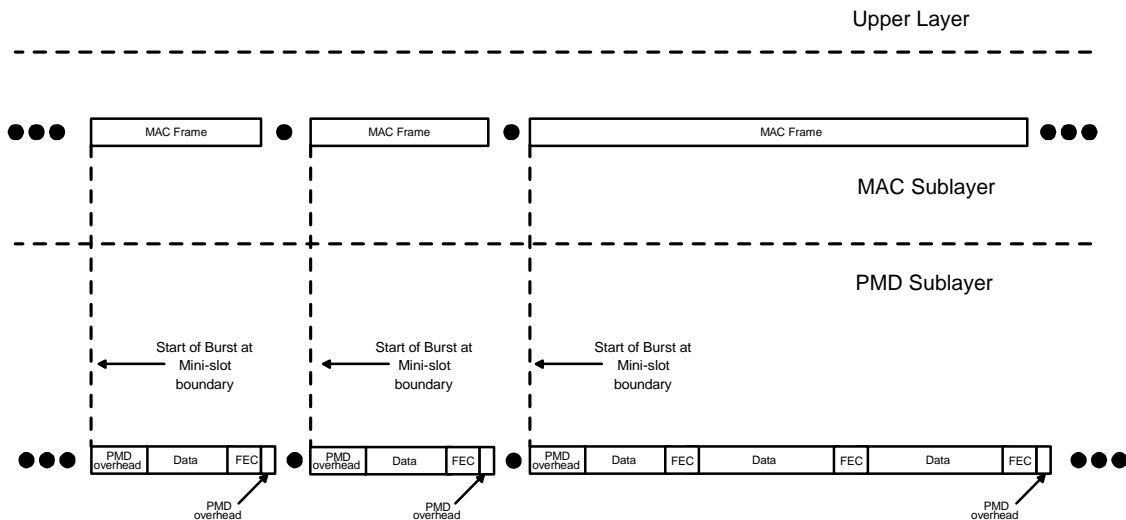 Upper Layer
MAC Frame
MAC Frame
MAC Frame
MAC Sublayer
PMD Sublayer
Start of Burst at
Mini-slot
boundary
Start of Burst at
Mini-slot
boundary
Start of Burst at
Mini-slot
boundary
PMD
overhead
Data
FEC
PMD
overhead
Data
FEC
PMD
overhead
Data
FEC
Data
FEC
Data
FEC
PMD
overhead
PMD
overhead
PMD
overhead